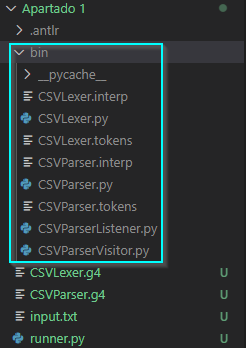 Apartado 1
.antlr
bin
__pycache__
CSVLexer.interp
CSVLexer.py
CSVLexer.tokens
CSVParser.interp
CSVParser.py
CSVParser.tokens
CSVParserListener.py
CSVParserVisitor.py
CSVLexer.g4 U
CSVParser.g4 U
input.txt U
runner.py U